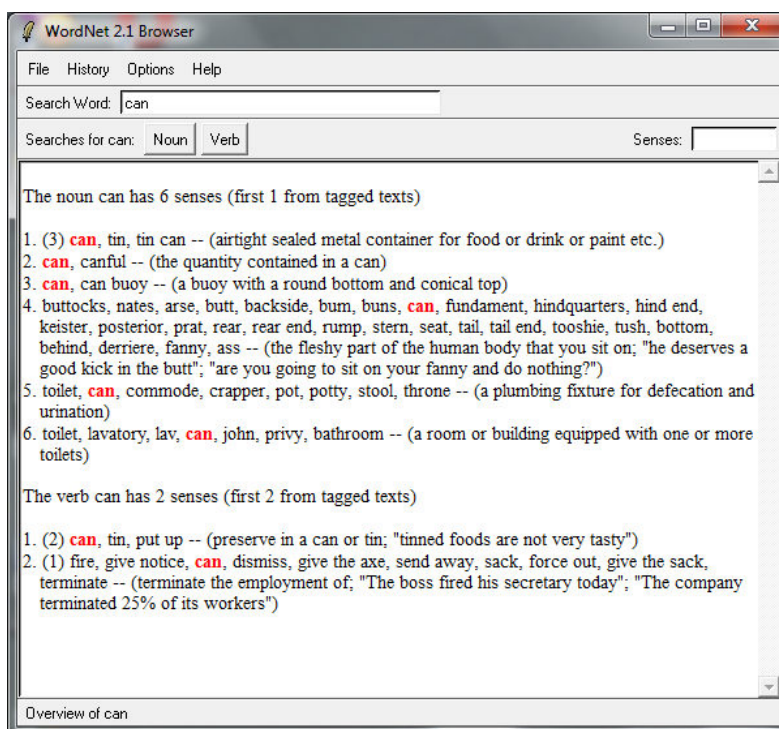 WordNet 2.1 Browser
File History Options Help
Search Word: can
Searches for can: Noun Verb Senses:
The noun can has 6 senses (first 1 from tagged texts)
1. (3) can, tin, tin can -- (airtight sealed metal container for food or drink or paint etc.)
2. can, canful -- (the quantity contained in a can)
3. can, can buoy -- (a buoy with a round bottom and conical top)
4. buttocks, nates, arse, butt, backside, bum, buns, can, fundament, hindquarters, hind end,
keister, posterior, prat, rear, rear end, rump, stern, seat, tail, tail end, tooshie, tush, bottom,
behind, derriere, fanny, ass -- (the fleshy part of the human body that you sit on; "he deserves a
good kick in the butt"; "are you going to sit on your fanny and do nothing?")
5. toilet, can, commode, crapper, pot, potty, stool, throne -- (a plumbing fixture for defecation and
urination)
6. toilet, lavatory, lav, can, john, privy, bathroom -- (a room or building equipped with one or more
toilets)
The verb can has 2 senses (first 2 from tagged texts)
1. (2) can, tin, put up -- (preserve in a can or tin; "tinned foods are not very tasty")
2. (1) fire, give notice, can, dismiss, give the axe, send away, sack, force out, give the sack,
terminate -- (terminate the employment of; "The boss fired his secretary today"; "The company
terminated 25% of its workers")
Overview of can